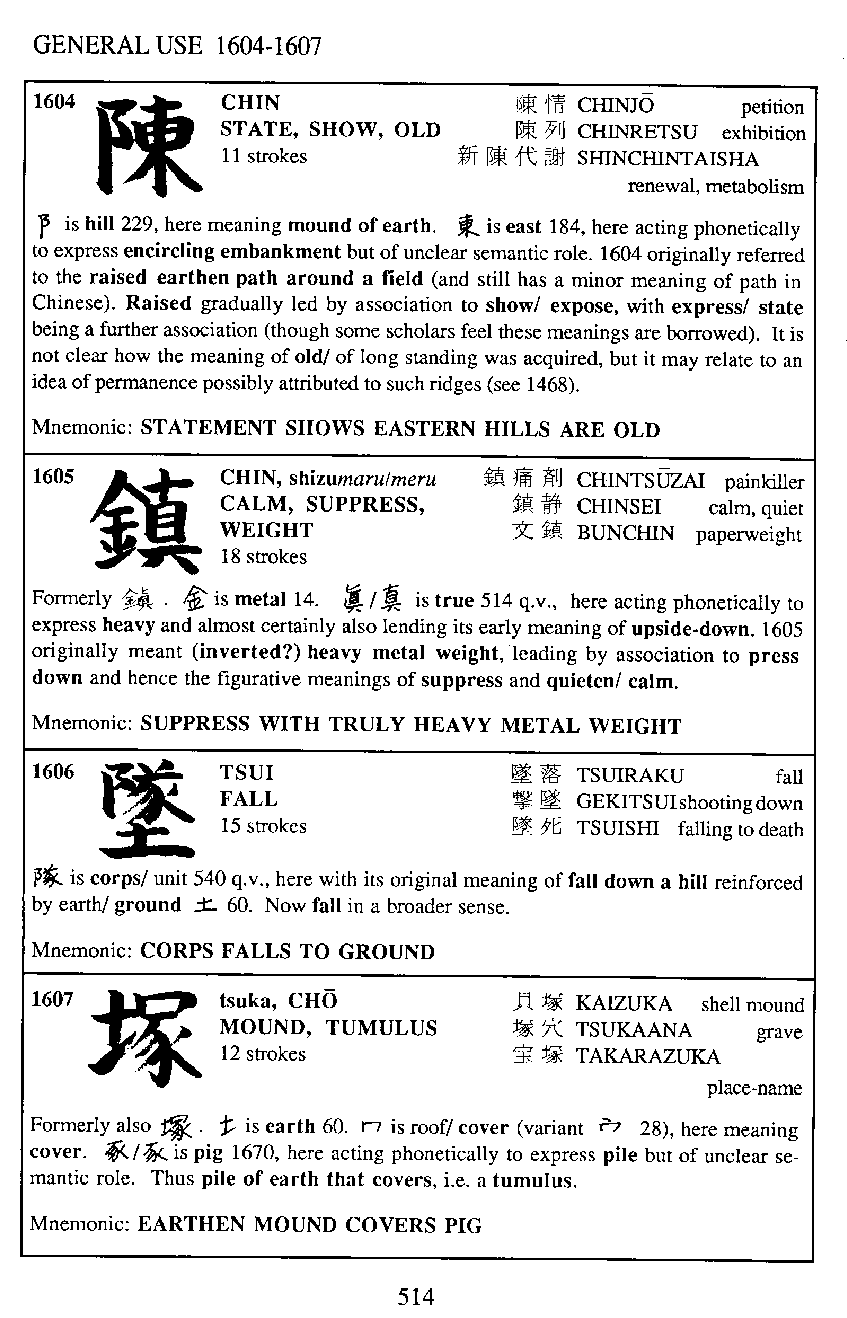 GENERAL USE 1604-1607
1604 陳 CHIN 陳情 CHINJŌ petition
STATE, SHOW, OLD 陳列 CHINRETSU exhibition
11 strokes 新陳代謝 SHINCHINTAISHA
renewal, metabolism
阝 is hill 229, here meaning mound of earth. 東 is east 184, here acting phonetically
to express encircling embankment but of unclear semantic role. 1604 originally referred
to the raised earthen path around a field (and still has a minor meaning of path in
Chinese). Raised gradually led by association to show/ expose, with express/ state
being a further association (though some scholars feel these meanings are borrowed). It is
not clear how the meaning of old/ of long standing was acquired, but it may relate to an
idea of permanence possibly attributed to such ridges (see 1468).
Mnemonic: STATEMENT SHOWS EASTERN HILLS ARE OLD
1605 鎮 CHIN, shizumaru/meru 鎮痛剤 CHINTSŪZAI painkiller
CALM, SUPPRESS, 鎮静 CHINSEI calm, quiet
WEIGHT 文鎮 BUNCHIN paperweight
18 strokes
Formerly 鎭 . 金 is metal 14. 眞/真 is true 514 q.v., here acting phonetically to
express heavy and almost certainly also lending its early meaning of upside-down. 1605
originally meant (inverted?) heavy metal weight, leading by association to press
down and hence the figurative meanings of suppress and quieten/ calm.
Mnemonic: SUPPRESS WITH TRULY HEAVY METAL WEIGHT
1606 墜 TSUI 墜落 TSUIRAKU fall
FALL 撃墜 GEKITSUI shooting down
15 strokes 墜死 TSUISHI falling to death
隊 is corps/ unit 540 q.v., here with its original meaning of fall down a hill reinforced
by earth/ ground 土 60. Now fall in a broader sense.
Mnemonic: CORPS FALLS TO GROUND
1607 塚 tsuka, CHŌ 貝塚 KAIZUKA shell mound
MOUND, TUMULUS 塚穴 TSUKAANA grave
12 strokes 宝塚 TAKARAZUKA
place-name
Formerly also 塚 . 土 is earth 60. 冖 is roof/ cover (variant 宀 28), here meaning
cover. 豖/豕 is pig 1670, here acting phonetically to express pile but of unclear se-
mantic role. Thus pile of earth that covers, i.e. a tumulus.
Mnemonic: EARTHEN MOUND COVERS PIG
514